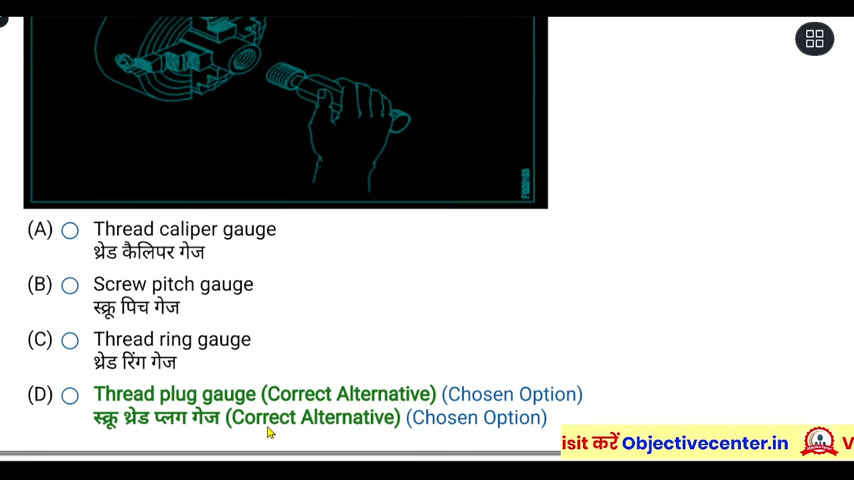 (A) Thread caliper gauge
थ्रेड कैलिपर गेज
(B) Screw pitch gauge
स्क्रू पिच गेज
(C) Thread ring gauge
थ्रेड रिंग गेज
(D) Thread plug gauge (Correct Alternative) (Chosen Option)
स्क्रू थ्रेड प्लग गेज (Correct Alternative) (Chosen Option)
isit करें Objectivecenter.in V